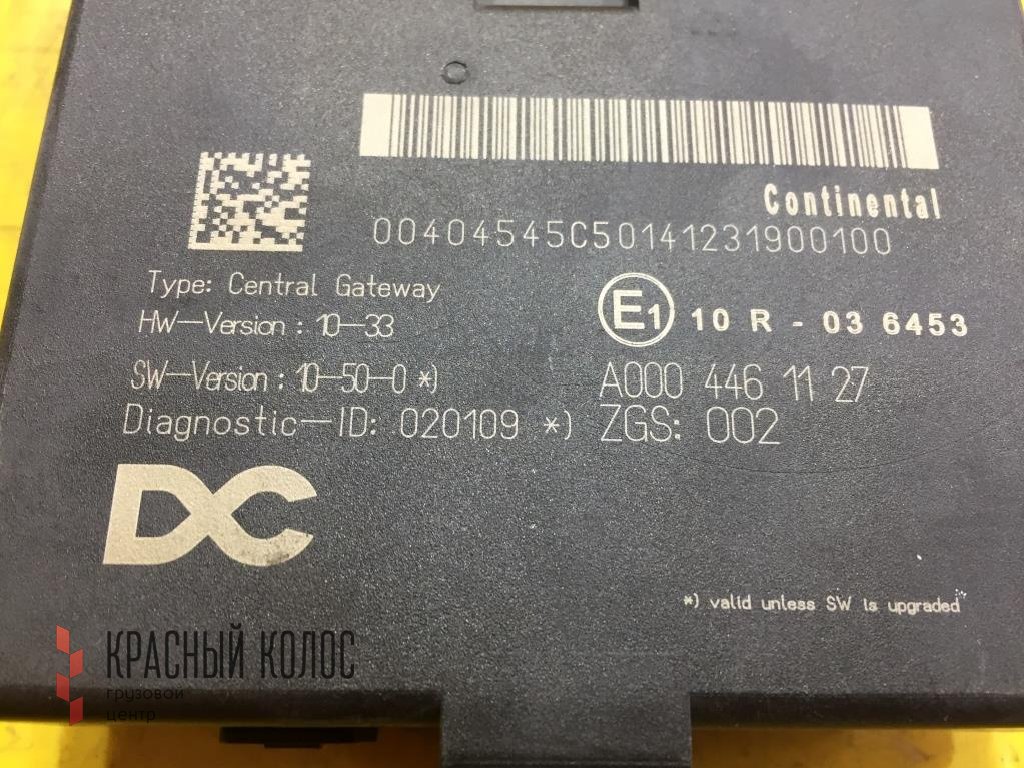 Continental
00404545C50141231900100
Type: Central Gateway
HW-Version : 10-33
E1 10 R - 03 6453
SW-Version : 10-50-0 *)
A000 446 11 27
Diagnostic-ID: 020109 *)
ZGS: 002
DC
*) valid unless SW is upgraded
КРАСНЫЙ КОЛОС
грузовой
центр